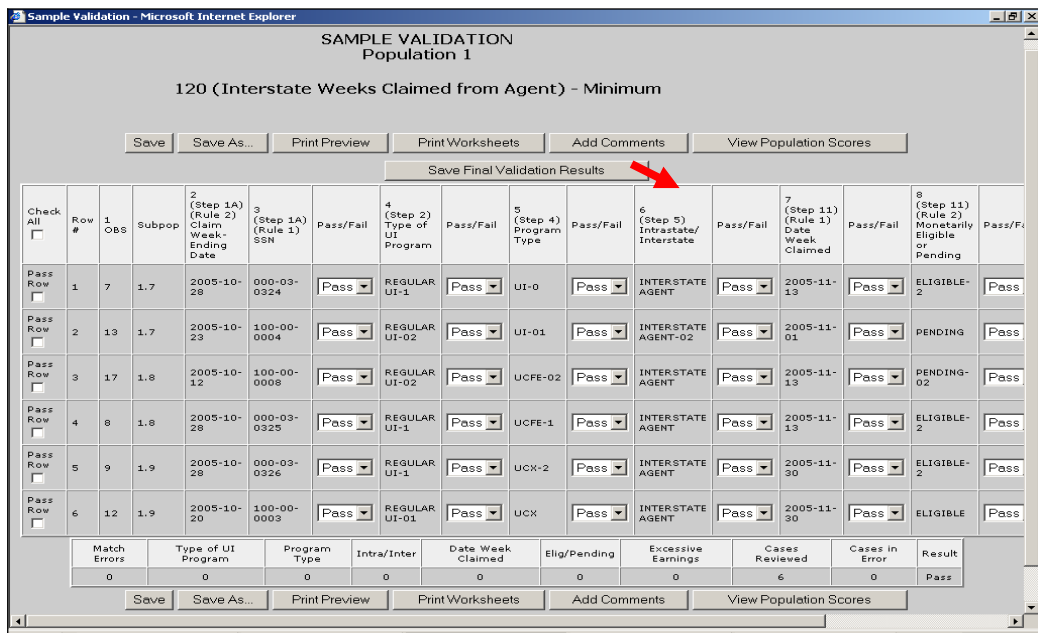 Sample Validation - Microsoft Internet Explorer
SAMPLE VALIDATION
Population 1
120 (Interstate Weeks Claimed from Agent) - Minimum
Save Save As... Print Preview Print Worksheets Add Comments View Population Scores
Save Final Validation Results
Check All Row # 1 OBS Subpop 2 (Step 1A) (Rule 2) Claim Week-Ending Date 3 (Step 1A) (Rule 1) SSN Pass/Fail 4 (Step 2) Type of UI Program Pass/Fail 5 (Step 4) Program Type Pass/Fail 6 (Step 5) Intrastate/Interstate Pass/Fail 7 (Step 11) (Rule 1) Date Week Claimed Pass/Fail 8 (Step 11) (Rule 2) Monetarily Eligible or Pending Pass/Fa
Pass Row 1 7 1.7 2005-10-28 000-03-0324 Pass REGULAR UI-1 Pass UI-0 Pass INTERSTATE AGENT Pass 2005-11-13 Pass ELIGIBLE-2 Pass
Pass Row 2 13 1.7 2005-10-23 100-00-0004 Pass REGULAR UI-02 Pass UI-01 Pass INTERSTATE AGENT-02 Pass 2005-11-01 Pass PENDING Pass
Pass Row 3 17 1.8 2005-10-12 100-00-0008 Pass REGULAR UI-02 Pass UCFE-02 Pass INTERSTATE AGENT Pass 2005-11-13 Pass PENDING-02 Pass
Pass Row 4 8 1.8 2005-10-28 000-03-0325 Pass REGULAR UI-1 Pass UCFE-1 Pass INTERSTATE AGENT Pass 2005-11-13 Pass ELIGIBLE-2 Pass
Pass Row 5 9 1.9 2005-10-28 000-03-0326 Pass REGULAR UI-1 Pass UCX-2 Pass INTERSTATE AGENT Pass 2005-11-30 Pass ELIGIBLE-2 Pass
Pass Row 6 12 1.9 2005-10-20 100-00-0003 Pass REGULAR UI-01 Pass UCX Pass INTERSTATE AGENT Pass 2005-11-30 Pass ELIGIBLE Pass
Match Errors Type of UI Program Program Type Intra/Inter Date Week Claimed Elig/Pending Excessive Earnings Cases Reviewed Cases in Error Result
0 0 0 0 0 0 0 6 0 Pass
Save Save As... Print Preview Print Worksheets Add Comments View Population Scores